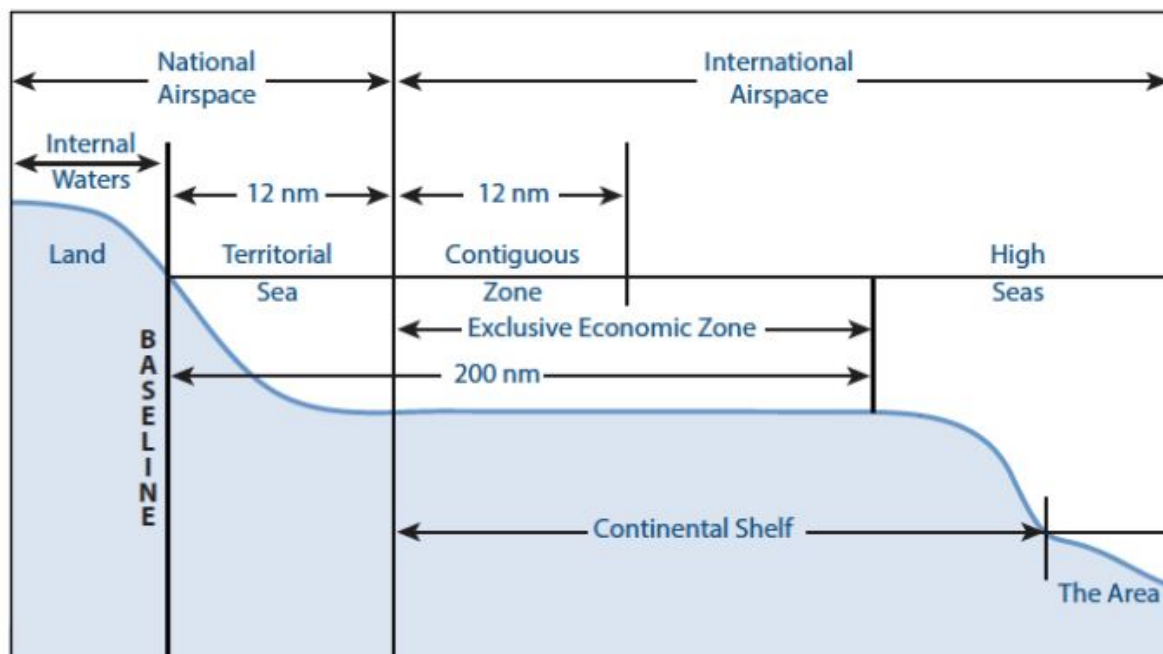 National
Airspace
International
Airspace
Internal
Waters
12 nm
12 nm
Land
Territorial
Sea
Contiguous
Zone
High
Seas
Exclusive Economic Zone
200 nm
BASELINE
Continental Shelf
The Area